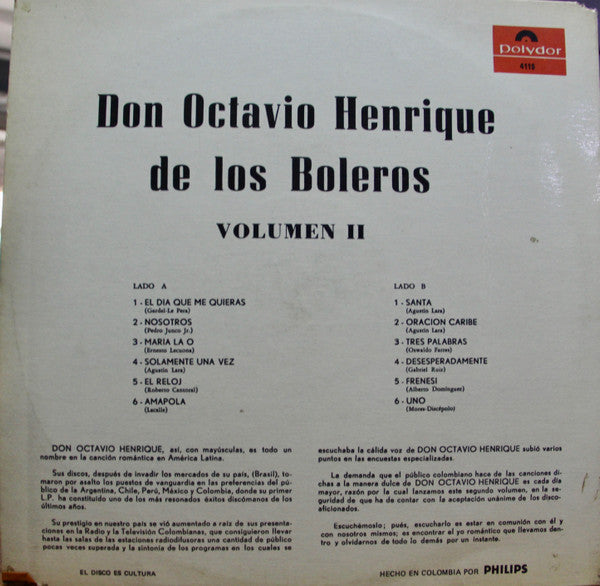 Polydor
4119
Don Octavio Henrique
de los Boleros
VOLUMEN II
LADO A
1 - EL DIA QUE ME QUIERAS
(Gardel-Le Pera)
2 - NOSOTROS
(Pedro Junco Jr.)
3 - MARIA LA O
(Ernesto Lecuona)
4 - SOLAMENTE UNA VEZ
(Agustin Lara)
5 - EL RELOJ
(Roberto Cantoral)
6 - AMAPOLA
(Lacalle)
LADO B
1 - SANTA
(Agustin Lara)
2 - ORACION CARIBE
(Agustin Lara)
3 - TRES PALABRAS
(Oswaldo Farres)
4 - DESESPERADAMENTE
(Gabriel Ruiz)
5 - FRENESI
(Alberto Dominguez)
6 - UNO
(Mores-Discépolo)
DON OCTAVIO HENRIQUE, así, con mayúsculas, es todo un
nombre en la canción romántica en América Latina.
Sus discos, después de invadir los mercados de su país, (Brasil), to-
maron por asalto los puestos de vanguardia en las preferencias del pú-
blico de la Argentina, Chile, Perú, México y Colombia, donde su primer
L.P. ha constituido uno de los más resonados éxitos discómanos de los
últimos años.
Su prestigio en nuestro país se vió aumentado a raíz de sus presenta-
ciones en la Radio y la Televisión Colombianas, que consiguieron llevar
hasta las salas de las estaciones radiodifusoras una cantidad de público
pocas veces superada y la sintonía de los programas en los cuales se
escuchaba la cálida voz de DON OCTAVIO HENRIQUE subió varios
puntos en las encuestas especializadas.
La demanda que el público colombiano hace de las canciones di-
chas a la manera dulce de DON OCTAVIO HENRIQUE es cada día
mayor, razón por la cual lanzamos este segundo volumen, en la se-
guridad de que ha de contar con la aceptación unánime de los disco-
aficionados.
Escuchémoslo; pués, escucharlo es estar en comunión con él y
con nosotros mismos; es encontrar al yo romántico que llevamos den-
tro y olvidarnos de todo lo demás por un instante.
EL DISCO ES CULTURA
HECHO EN COLOMBIA POR PHILIPS